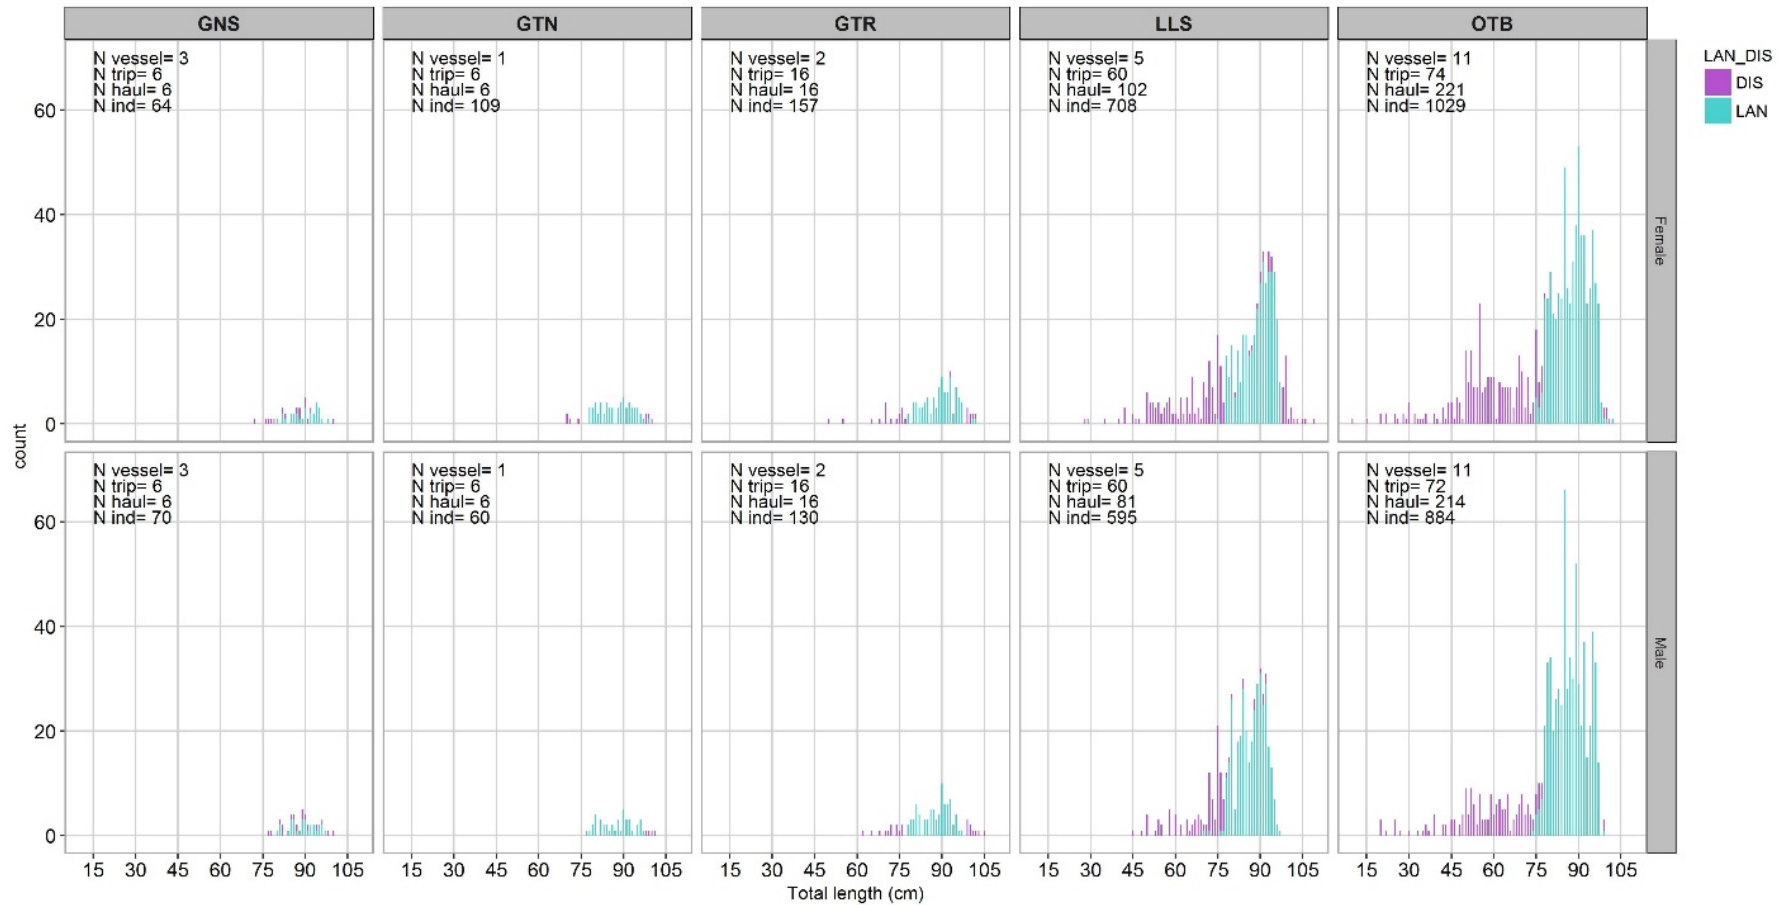 GNS GTN GTR LLS OTB
N vessel= 3 N vessel= 1 N vessel= 2 N vessel= 5 N vessel= 11
N trip= 6 N trip= 6 N trip= 16 N trip= 60 N trip= 74
N haul= 6 N haul= 6 N haul= 16 N haul= 102 N haul= 221
N ind= 64 N ind= 109 N ind= 157 N ind= 708 N ind= 1029
LAN_DIS
DIS
LAN
60
40
20
0
Female
count
N vessel= 3 N vessel= 1 N vessel= 2 N vessel= 5 N vessel= 11
N trip= 6 N trip= 6 N trip= 16 N trip= 60 N trip= 72
N haul= 6 N haul= 6 N haul= 16 N haul= 81 N haul= 214
N ind= 70 N ind= 60 N ind= 130 N ind= 595 N ind= 884
60
40
20
0
Male
15 30 45 60 75 90 105 15 30 45 60 75 90 105 15 30 45 60 75 90 105 15 30 45 60 75 90 105 15 30 45 60 75 90 105
Total length (cm)